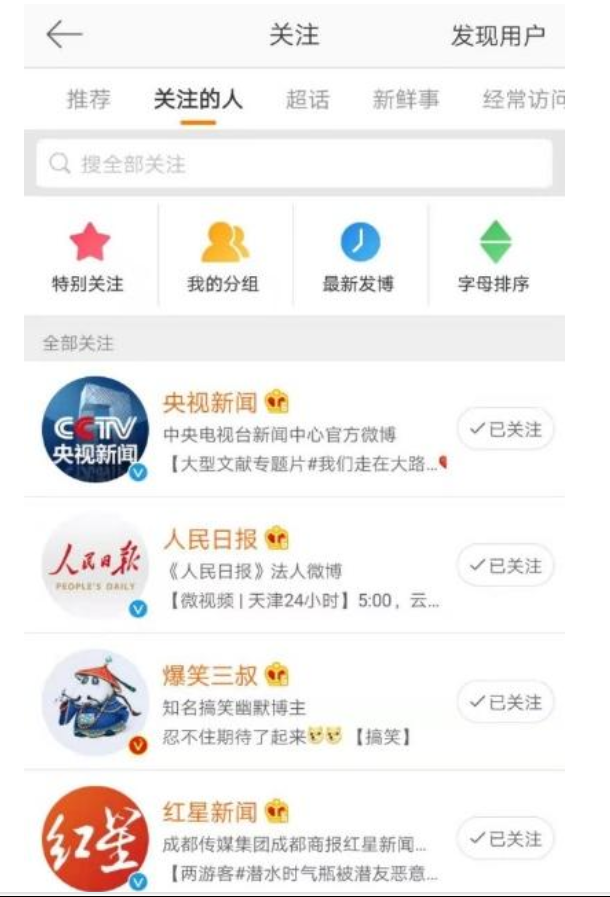 关注
发现用户
推荐 关注的人 超话 新鲜事 经常访问
搜全部关注
特别关注 我的分组 最新发博 字母排序
全部关注
CCTV
央视新闻
央视新闻
中央电视台新闻中心官方微博
【大型文献专题片#我们走在大路...
已关注
人民日报
PEOPLE'S DAILY
人民日报
《人民日报》法人微博
【微视频 | 天津24小时】5:00，云...
已关注
爆笑三叔
知名搞笑幽默博主
忍不住期待了起来 【搞笑】
已关注
红星
红星新闻
成都传媒集团成都商报红星新闻...
【两游客#潜水时气瓶被潜友恶意...
已关注